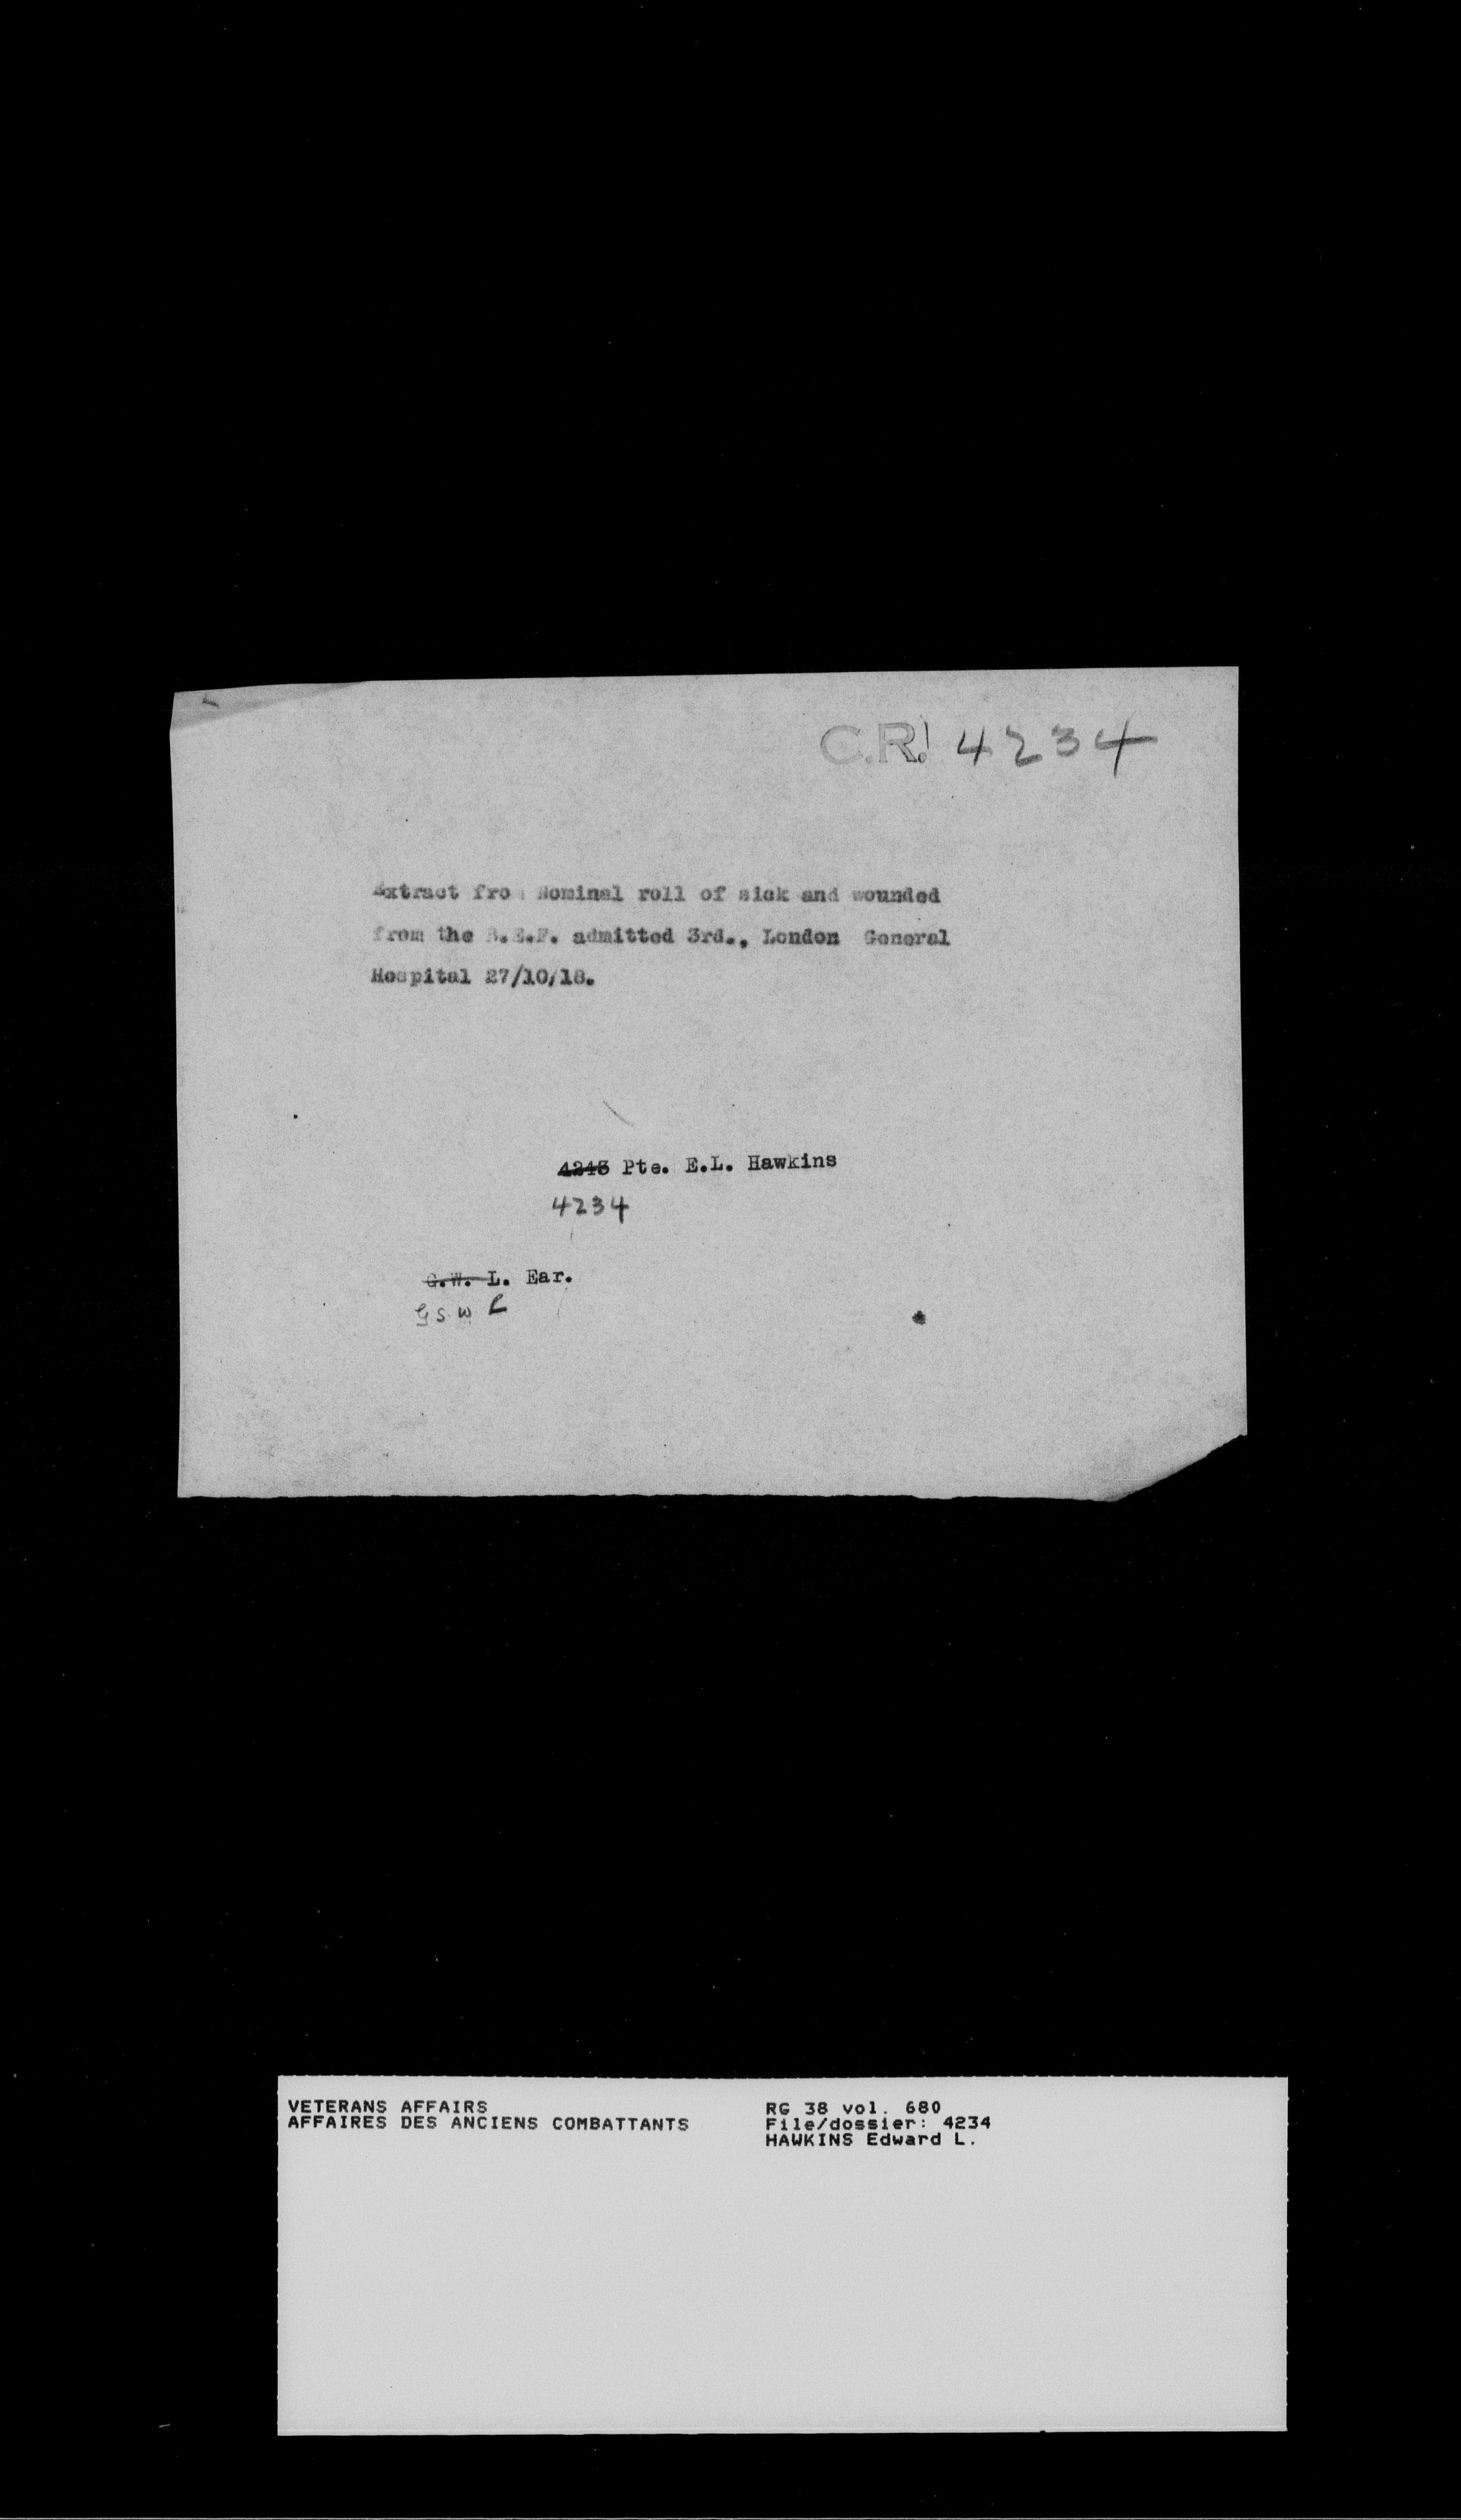 C.R. 4234
Extract from Nominal roll of sick and wounded
from the B.E.F. admitted 3rd., London General
Hospital 27/10/18.
4243 Pte. E.L. Hawkins
4234
G.W. L. Ear.
GSW L
VETERANS AFFAIRS
AFFAIRES DES ANCIENS COMBATTANTS
RG 38 vol. 680
File/dossier: 4234
HAWKINS Edward L.